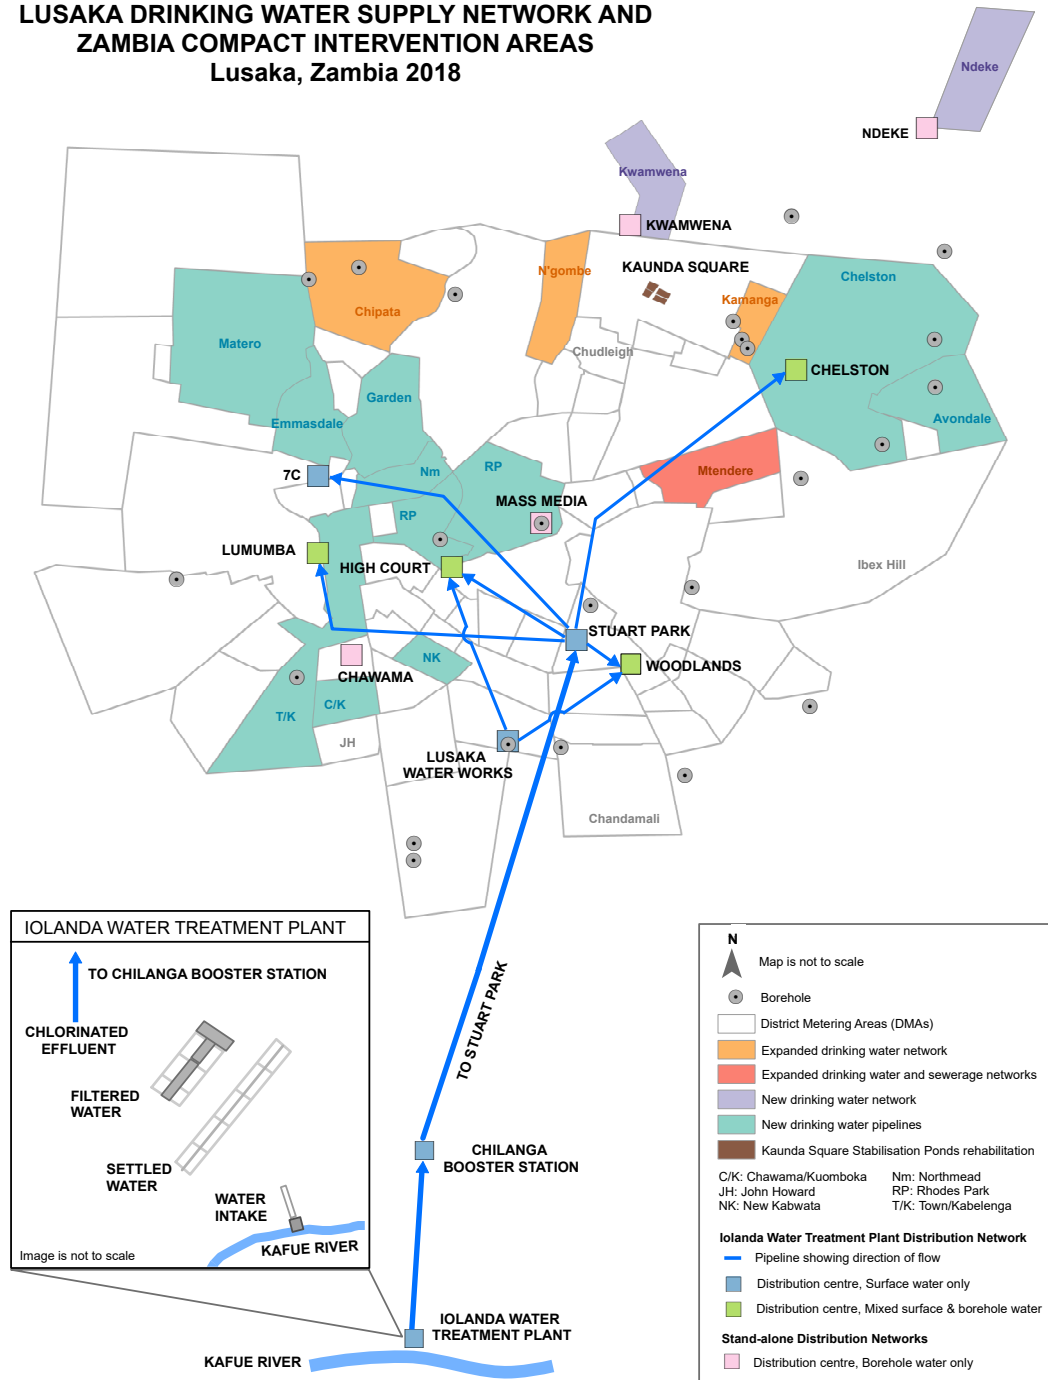 LUSAKA DRINKING WATER SUPPLY NETWORK AND
ZAMBIA COMPACT INTERVENTION AREAS
Lusaka, Zambia 2018
Ndeke
NDEKE
Kwamwena
KWAMWENA
KAUNDA SQUARE
N'gombe
Kamanga
Chelston
Chipata
Matero
Chudleigh
CHELSTON
Garden
Emmasdale
Avondale
7C
Nm
RP
Mtendere
MASS MEDIA
RP
LUMUMBA
HIGH COURT
Ibex Hill
STUART PARK
WOODLANDS
NK
CHAWAMA
C/K
T/K
JH
LUSAKA
WATER WORKS
Chandamali
TO STUART PARK
CHILANGA
BOOSTER STATION
IOLANDA WATER
TREATMENT PLANT
KAFUE RIVER
IOLANDA WATER TREATMENT PLANT
TO CHILANGA BOOSTER STATION
CHLORINATED
EFFLUENT
FILTERED
WATER
SETTLED
WATER
WATER
INTAKE
KAFUE RIVER
Image is not to scale
N
Map is not to scale
Borehole
District Metering Areas (DMAs)
Expanded drinking water network
Expanded drinking water and sewerage networks
New drinking water network
New drinking water pipelines
Kaunda Square Stabilisation Ponds rehabilitation
C/K: Chawama/Kuomboka
JH: John Howard
NK: New Kabwata
Nm: Northmead
RP: Rhodes Park
T/K: Town/Kabelenga
Iolanda Water Treatment Plant Distribution Network
Pipeline showing direction of flow
Distribution centre, Surface water only
Distribution centre, Mixed surface & borehole water
Stand-alone Distribution Networks
Distribution centre, Borehole water only